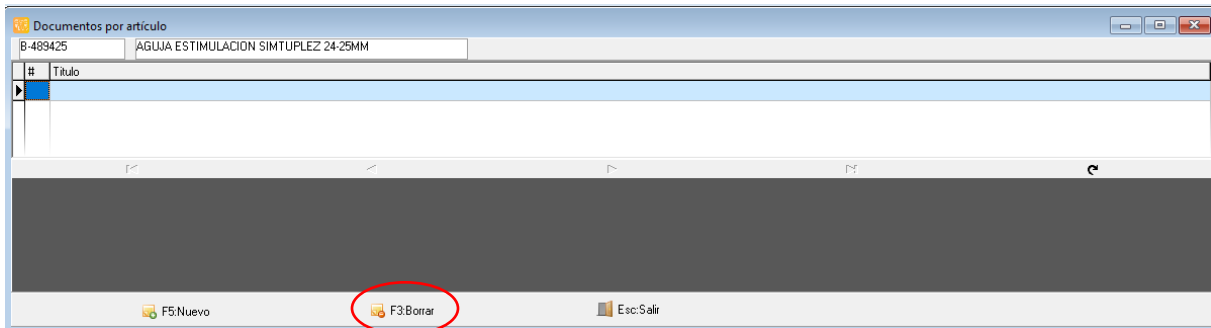 Documentos por artículo
B-489425 AGUJA ESTIMULACION SIMTUPLEZ 24-25MM
# Título
F5:Nuevo F3:Borrar Esc:Salir